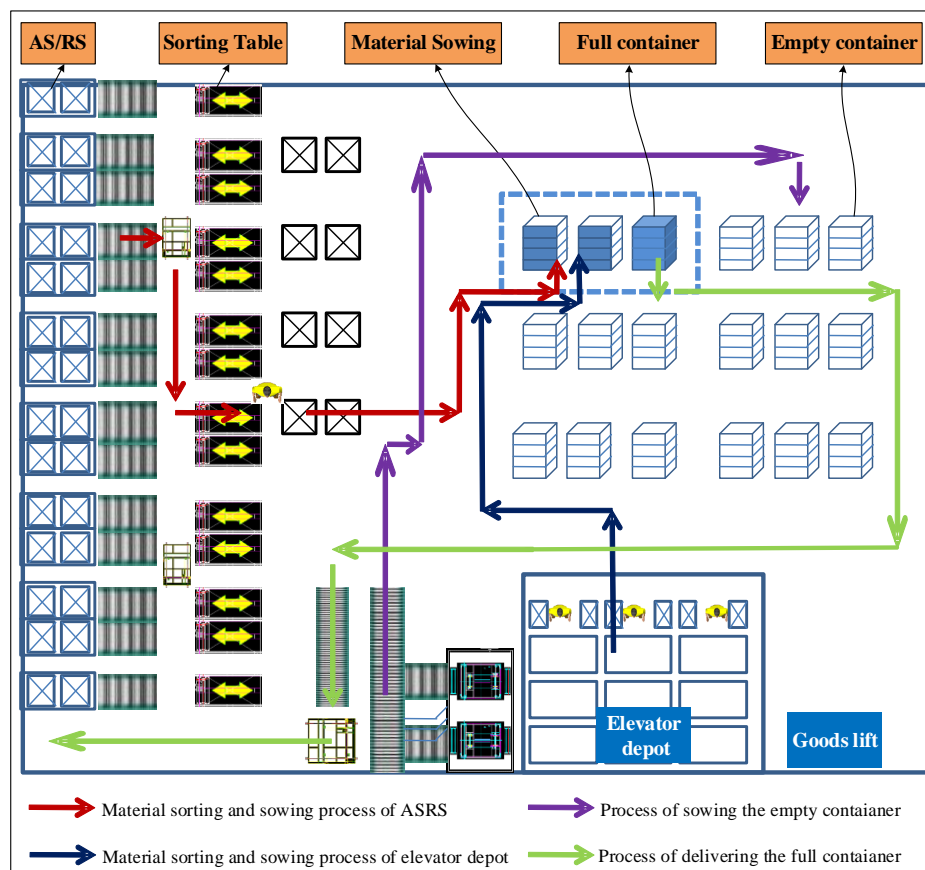 AS/RS
Sorting Table
Material Sowing
Full container
Empty container
Elevator
depot
Goods lift
Material sorting and sowing process of ASRS
Process of sowing the empty contaianer
Material sorting and sowing process of elevator depot
Process of delivering the full contaianer